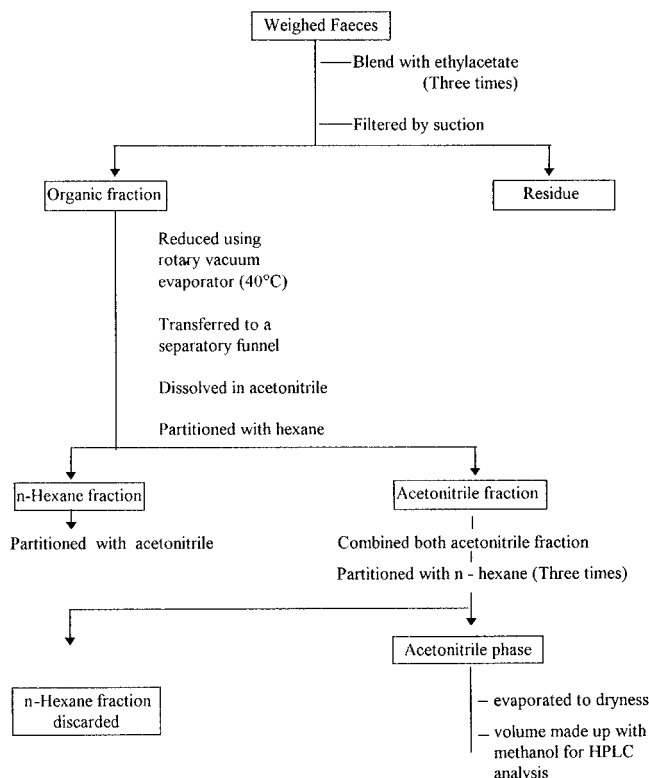 Weighed Faeces
Blend with ethylacetate
(Three times)
Filtered by suction
Organic fraction
Residue
Reduced using
rotary vacuum
evaporator (40°C)
Transferred to a
separatory funnel
Dissolved in acetonitrile
Partitioned with hexane
n-Hexane fraction
Acetonitrile fraction
Partitioned with acetonitrile
Combined both acetonitrile fraction
Partitioned with n - hexane (Three times)
Acetonitrile phase
n-Hexane fraction
discarded
evaporated to dryness
volume made up with
methanol for HPLC
analysis